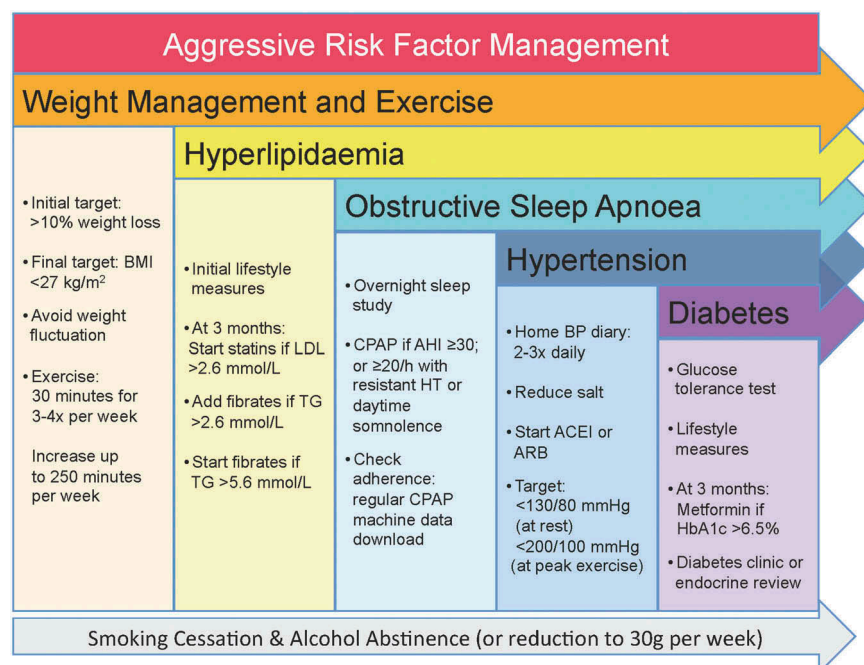 Aggressive Risk Factor Management
Weight Management and Exercise
• Initial target:
>10% weight loss
• Final target: BMI
<27 kg/m²
• Avoid weight
fluctuation
• Exercise:
30 minutes for
3-4x per week
Increase up
to 250 minutes
per week
Hyperlipidaemia
• Initial lifestyle
measures
• At 3 months:
Start statins if LDL
>2.6 mmol/L
• Add fibrates if TG
>2.6 mmol/L
• Start fibrates if
TG >5.6 mmol/L
Obstructive Sleep Apnoea
• Overnight sleep
study
• CPAP if AHI ≥30;
or ≥20/h with
resistant HT or
daytime
somnolence
• Check
adherence:
regular CPAP
machine data
download
Hypertension
• Home BP diary:
2-3x daily
• Reduce salt
• Start ACEI or
ARB
• Target:
<130/80 mmHg
(at rest)
<200/100 mmHg
(at peak exercise)
Diabetes
• Glucose
tolerance test
• Lifestyle
measures
• At 3 months:
Metformin if
HbA1c >6.5%
• Diabetes clinic or
endocrine review
Smoking Cessation & Alcohol Abstinence (or reduction to 30g per week)